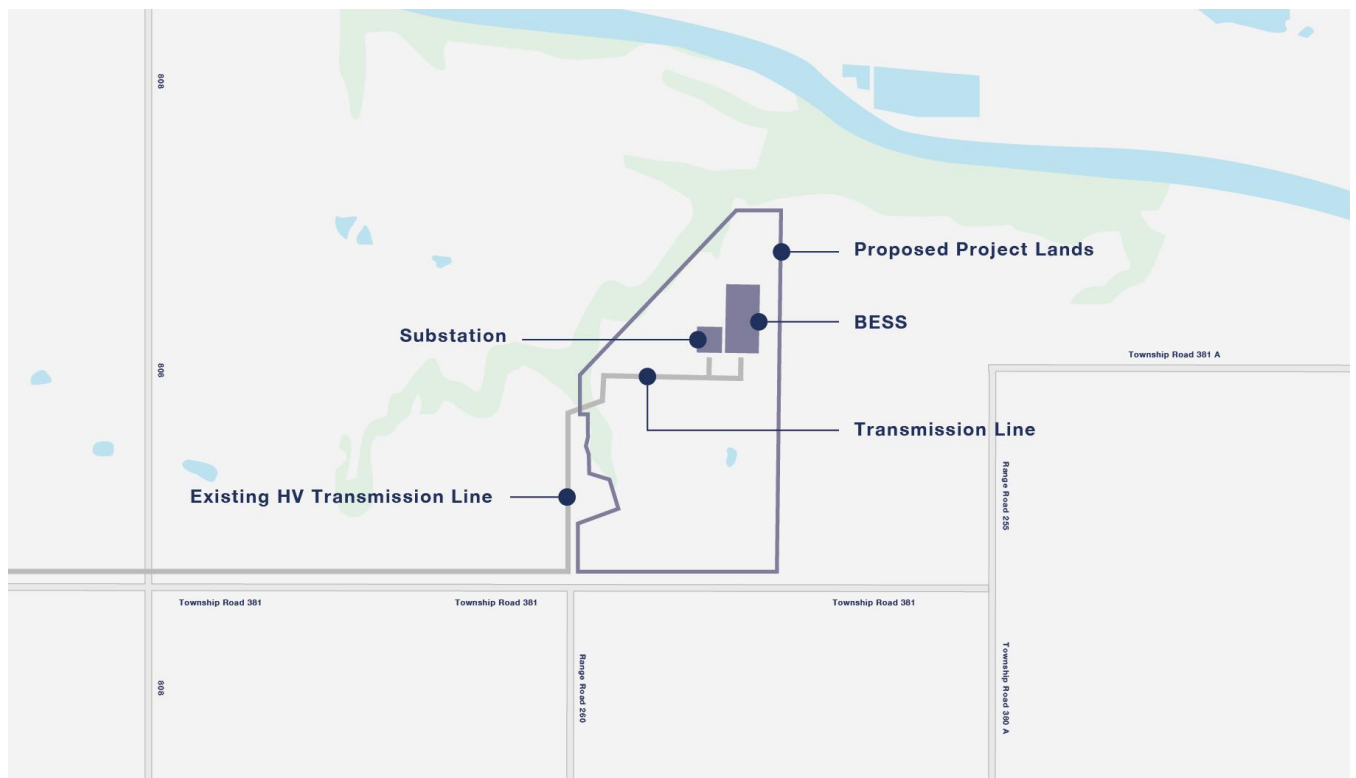 808
Proposed Project Lands
BESS
Substation
Township Road 381 A
808
Transmission Line
Range Road 255
Existing HV Transmission Line
Township Road 381
Township Road 381
Township Road 381
Range Road 260
Township Road 380 A
808